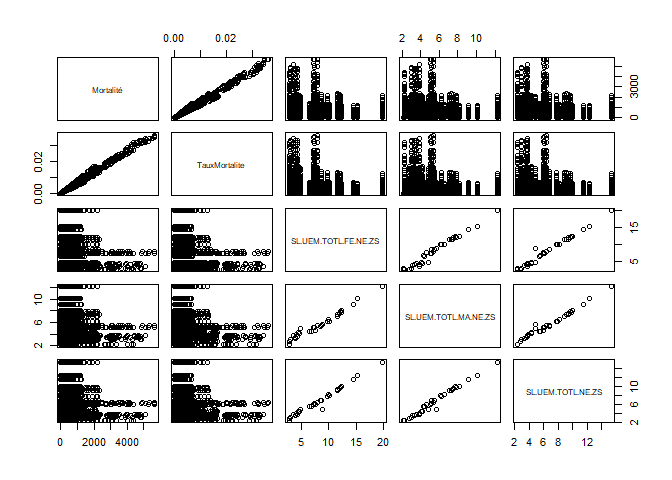 0.00 0.02
2 4 6 8 10
Mortalité
0 3000
0.00 0.02
TauxMortalite
SL.UEM.TOTL.FE.NE.ZS
5 15
2 6 10
SL.UEM.TOTL.MA.NE.ZS
SL.UEM.TOTL.NE.ZS
2 6 10
0 2000 4000
5 10 15 20
2 4 6 8 12